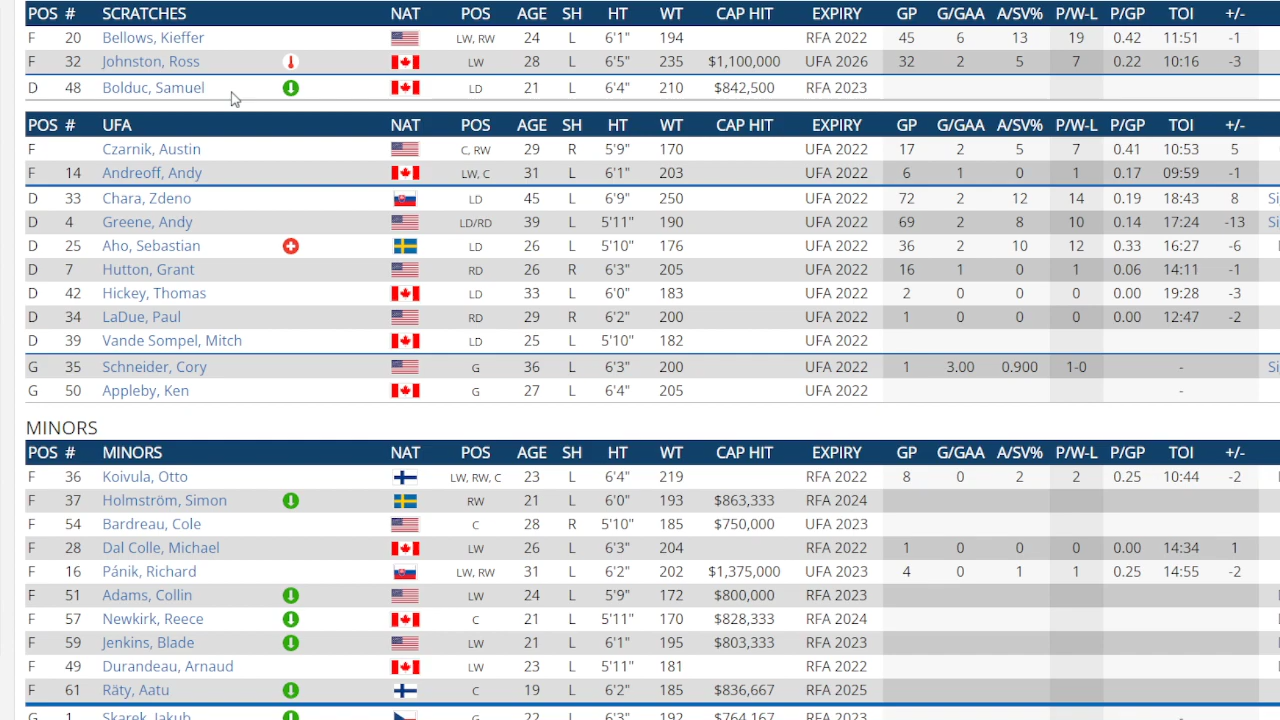 POS # SCRATCHES NAT POS AGE SH HT WT CAP HIT EXPIRY GP G/GAA A/SV% P/W-L P/GP TOI +/-
F 20 Bellows, Kieffer LW, RW 24 L 6'1" 194 RFA 2022 45 6 13 19 0.42 11:51 -1
F 32 Johnston, Ross LW 28 L 6'5" 235 $1,100,000 UFA 2026 32 2 5 7 0.22 10:16 -3
D 48 Bolduc, Samuel LD 21 L 6'4" 210 $842,500 RFA 2023
POS # UFA NAT POS AGE SH HT WT CAP HIT EXPIRY GP G/GAA A/SV% P/W-L P/GP TOI +/-
F Czarnik, Austin C, RW 29 R 5'9" 170 UFA 2022 17 2 5 7 0.41 10:53 5
F 14 Andreoff, Andy LW, C 31 L 6'1" 203 UFA 2022 6 1 0 1 0.17 09:59 -1
D 33 Chara, Zdeno LD 45 L 6'9" 250 UFA 2022 72 2 12 14 0.19 18:43 8 Si
D 4 Greene, Andy LD/RD 39 L 5'11" 190 UFA 2022 69 2 8 10 0.14 17:24 -13 Si
D 25 Aho, Sebastian LD 26 L 5'10" 176 UFA 2022 36 2 10 12 0.33 16:27 -6
D 7 Hutton, Grant RD 26 R 6'3" 205 UFA 2022 16 1 0 1 0.06 14:11 -1
D 42 Hickey, Thomas LD 33 L 6'0" 183 UFA 2022 2 0 0 0 0.00 19:28 -3
D 34 LaDue, Paul RD 29 R 6'2" 200 UFA 2022 1 0 0 0 0.00 12:47 -2
D 39 Vande Sompel, Mitch LD 25 L 5'10" 182 UFA 2022
G 35 Schneider, Cory G 36 L 6'3" 200 UFA 2022 1 3.00 0.900 1-0 - Si
G 50 Appleby, Ken G 27 L 6'4" 205 UFA 2022 -
MINORS
POS # MINORS NAT POS AGE SH HT WT CAP HIT EXPIRY GP G/GAA A/SV% P/W-L P/GP TOI +/-
F 36 Koivula, Otto LW, RW, C 23 L 6'4" 219 RFA 2022 8 0 2 2 0.25 10:44 -2
F 37 Holmström, Simon RW 21 L 6'0" 193 $863,333 RFA 2024
F 54 Bardreau, Cole C 28 R 5'10" 185 $750,000 UFA 2023
F 28 Dal Colle, Michael LW 26 L 6'3" 204 RFA 2022 1 0 0 0 0.00 14:34 1
F 16 Pánik, Richard LW, RW 31 L 6'2" 202 $1,375,000 UFA 2023 4 0 1 1 0.25 14:55 -2
F 51 Adams, Collin LW 24 L 5'9" 172 $800,000 RFA 2023
F 57 Newkirk, Reece C 21 L 5'11" 170 $828,333 RFA 2024
F 59 Jenkins, Blade LW 21 L 6'1" 195 $803,333 RFA 2023
F 49 Durandeau, Arnaud LW 23 L 5'11" 181 RFA 2022
F 61 Räty, Aatu C 19 L 6'2" 185 $836,667 RFA 2025
G 1 Skarek, Jakub G 22 L 6'3" 192 $764,167 RFA 2023